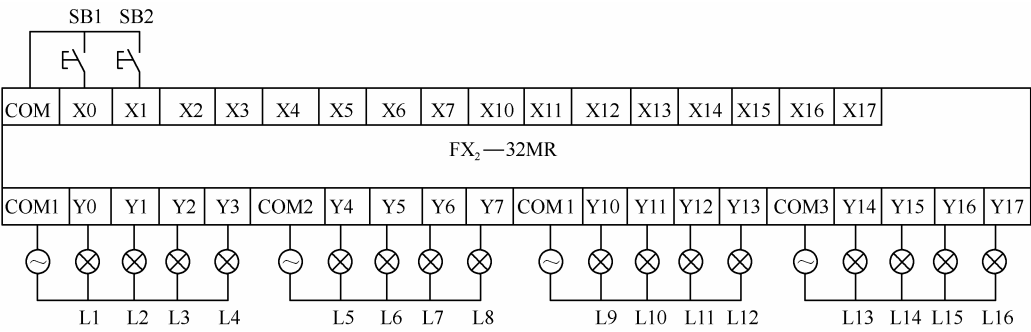 SB1 SB2
COM X0 X1 X2 X3 X4 X5 X6 X7 X10 X11 X12 X13 X14 X15 X16 X17
FX₂—32MR
COM1 Y0 Y1 Y2 Y3 COM2 Y4 Y5 Y6 Y7 COM1 Y10 Y11 Y12 Y13 COM3 Y14 Y15 Y16 Y17
L1 L2 L3 L4 L5 L6 L7 L8 L9 L10 L11 L12 L13 L14 L15 L16